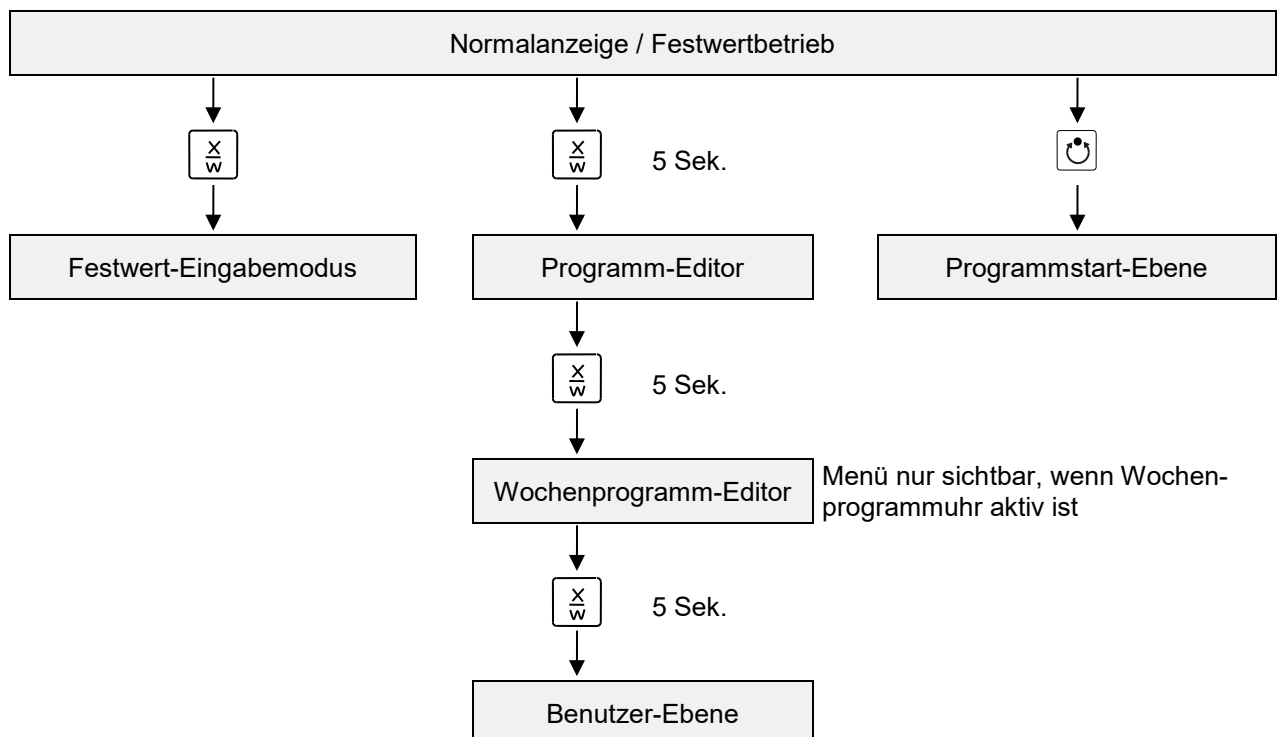 Normalanzeige / Festwertbetrieb
X
W
X
W
5 Sek.
Festwert-Eingabemodus
Programm-Editor
Programmstart-Ebene
X
W
5 Sek.
Wochenprogramm-Editor
Menü nur sichtbar, wenn Wochen-
programmuhr aktiv ist
X
W
5 Sek.
Benutzer-Ebene